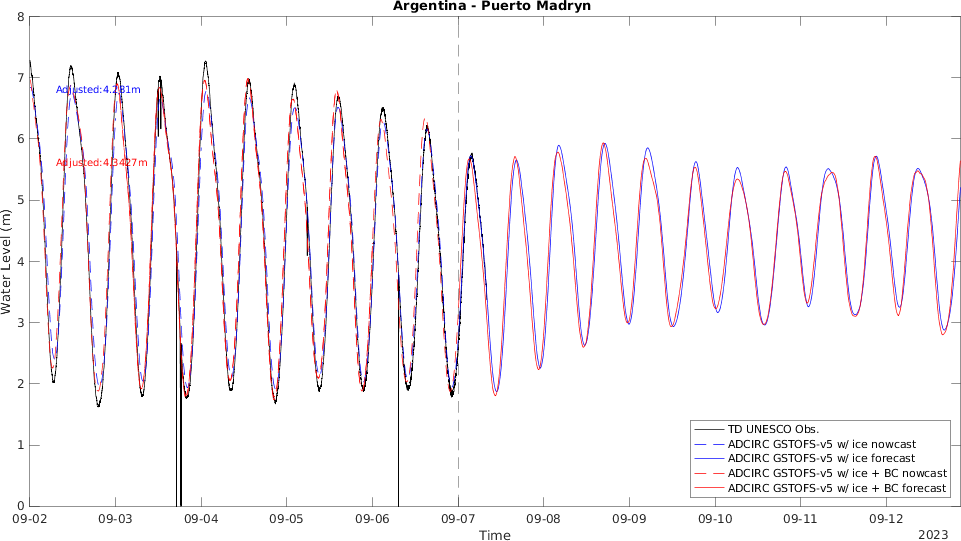 Argentina - Puerto Madryn
8
7
6
5
4
3
2
1
0
Water Level (m)
Adjusted:4.281m
Adjusted:4.3427m
TD UNESCO Obs.
ADCIRC GSTOFS-v5 w/ ice nowcast
ADCIRC GSTOFS-v5 w/ ice forecast
ADCIRC GSTOFS-v5 w/ ice + BC nowcast
ADCIRC GSTOFS-v5 w/ ice + BC forecast
09-02 09-03 09-04 09-05 09-06 09-07 09-08 09-09 09-10 09-11 09-12
Time
2023